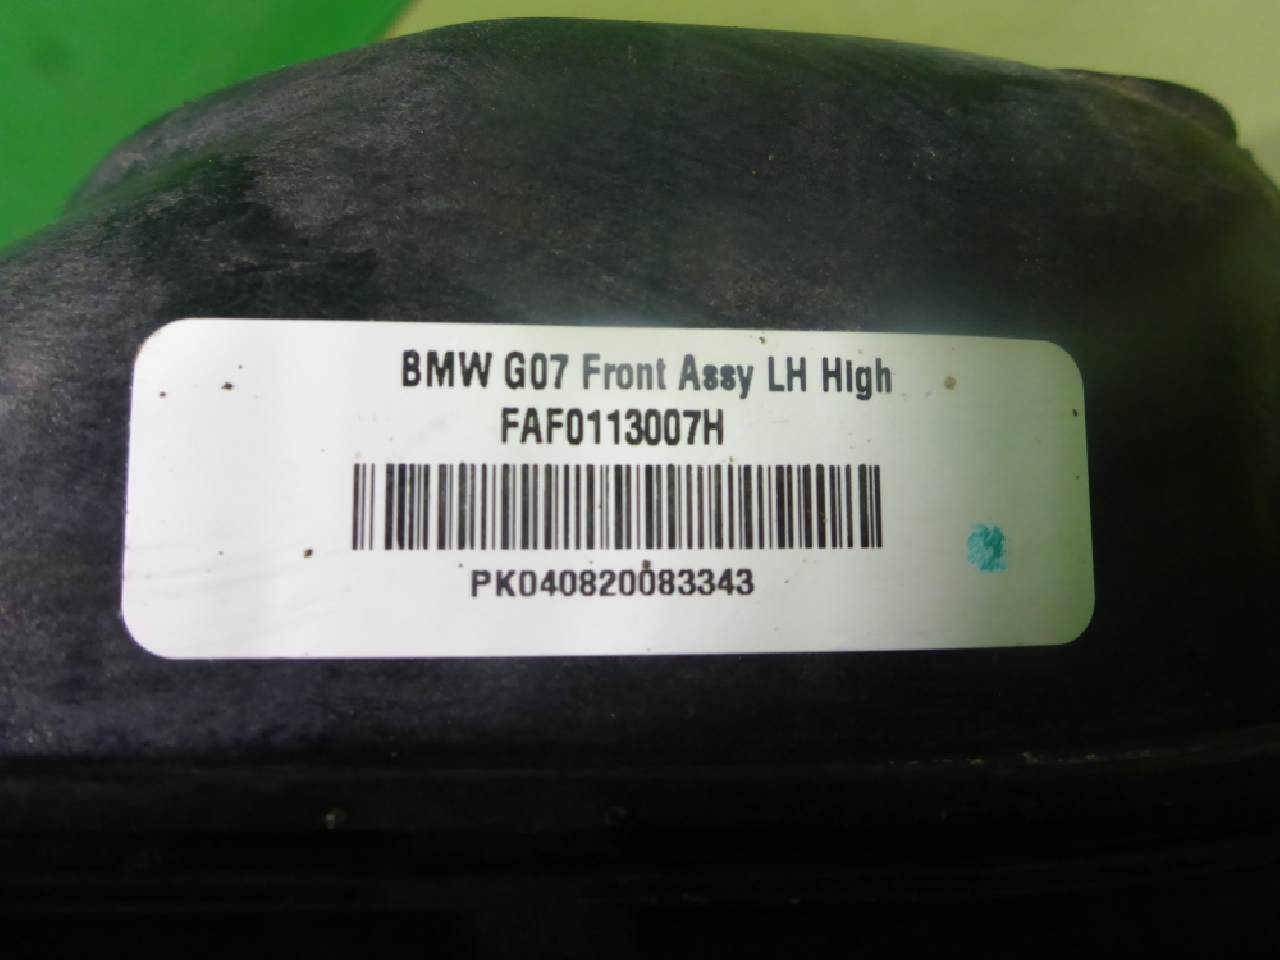 BMW G07 Front Assy LH High
FAF0113007H
PK040820083343